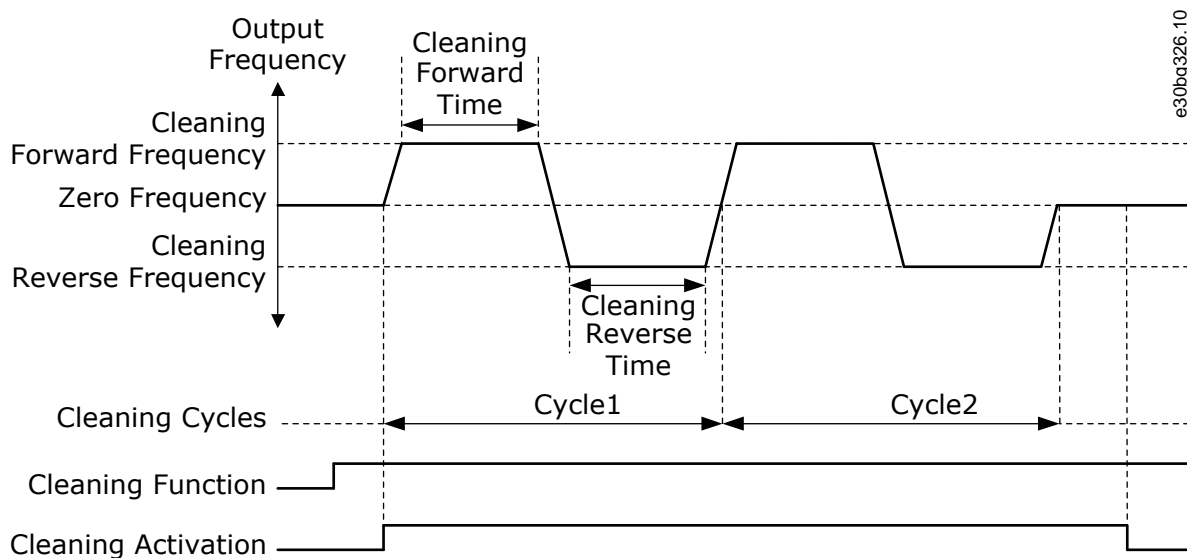 Output
Frequency
Cleaning
Forward
Time
e30bq326.10
Cleaning
Forward Frequency
Zero Frequency
Cleaning
Reverse Frequency
Cleaning
Reverse
Time
Cleaning Cycles
Cycle1
Cycle2
Cleaning Function
Cleaning Activation